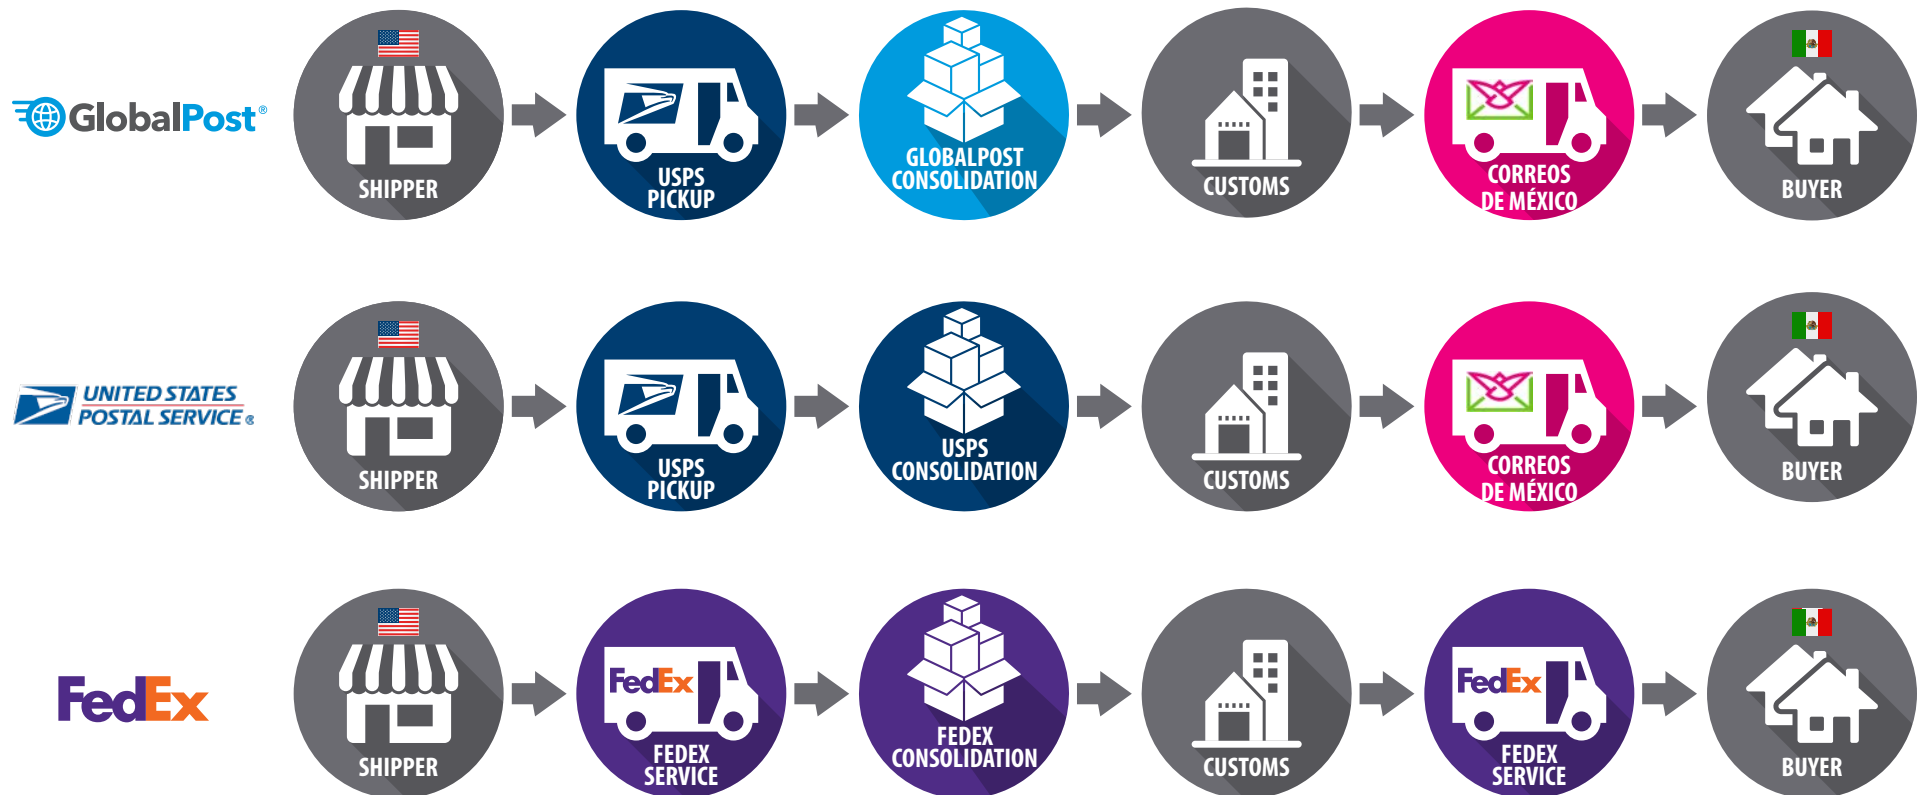 GlobalPost®
SHIPPER
USPS
PICKUP
GLOBALPOST
CONSOLIDATION
CUSTOMS
CORREOS
DE MÉXICO
BUYER
UNITED STATES
POSTAL SERVICE ®
SHIPPER
USPS
PICKUP
USPS
CONSOLIDATION
CUSTOMS
CORREOS
DE MÉXICO
BUYER
FedEx
SHIPPER
FedEx
FEDEX
SERVICE
FEDEX
CONSOLIDATION
CUSTOMS
FedEx
FEDEX
SERVICE
BUYER